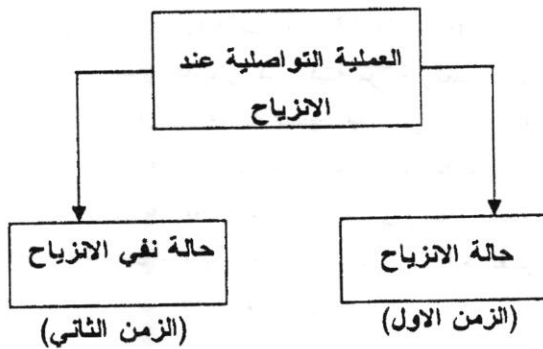 العملية التواصلية عند
الانزياح
حالة الانزياح
(الزمن الاول)
حالة نفي الانزياح
(الزمن الثاني)